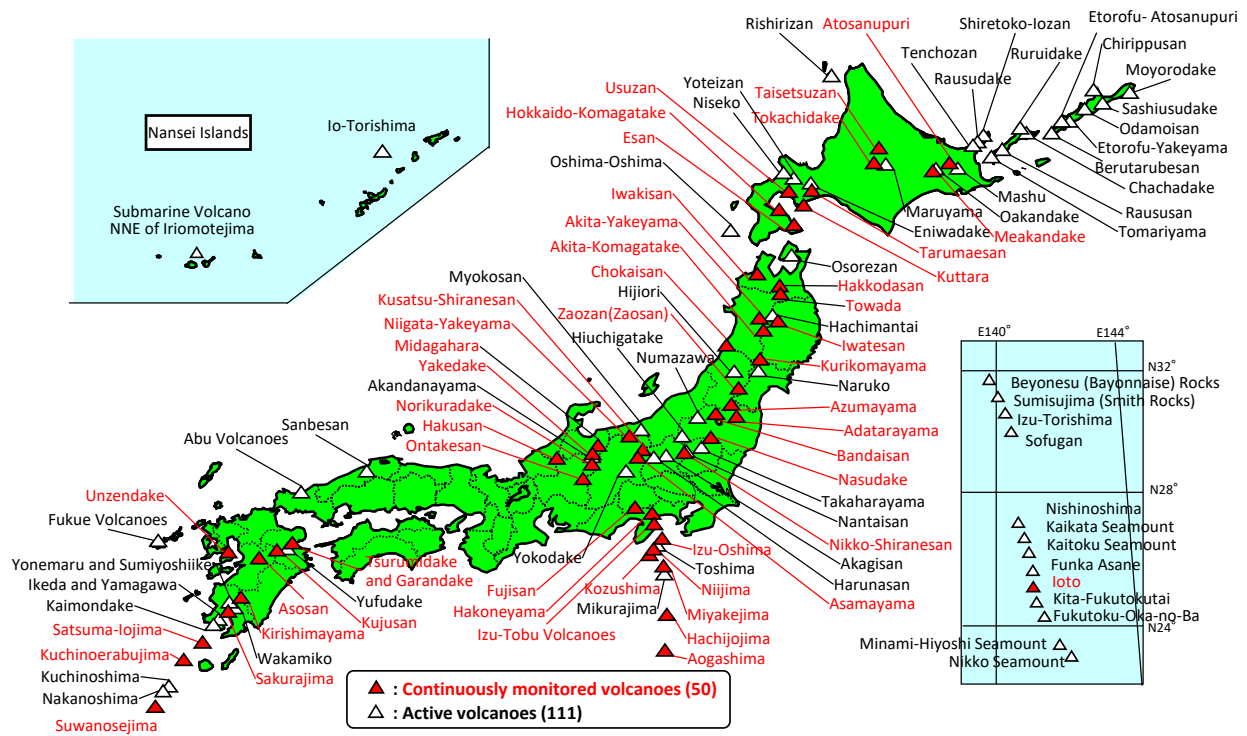 Nansei Islands
Io-Torishima
Submarine Volcano
NNE of Iriomotejima
Rishirizan
Atosanupuri
Shiretoko-Iozan
Etorofu- Atosanupuri
Tenchozan
Ruruidake
Chirippusan
Rausudake
Moyorodake
Yoteizan
Taisetsuzan
Niseko
Tokachidake
Usuzan
Hokkaido-Komagatake
Esan
Oshima-Oshima
Sashiusudake
Odamoisan
Etorofu-Yakeyama
Berutarubesan
Chachadake
Raususan
Tomariyama
Mashu
Oakandake
Meakandake
Maruyama
Eniwadake
Tarumaesan
Kuttara
Iwakisan
Akita-Yakeyama
Akita-Komagatake
Chokaisan
Hijiori
Zaozan(Zaosan)
Hiuchigatake
Numazawa
Myokosan
Kusatsu-Shiranesan
Niigata-Yakeyama
Midagahara
Yakedake
Akandanayama
Norikuradake
Hakusan
Ontakesan
Osorezan
Hakkodasan
Towada
Hachimantai
Iwatesan
Kurikomayama
Naruko
Azumayama
Adatarayama
Bandaisan
Nasudake
Takaharayama
Nantaisan
Nikko-Shiranesan
Akagisan
Harunasan
Asamayama
Sanbesan
Abu Volcanoes
Unzendake
Fukue Volcanoes
Yonemaru and Sumiyoshiike
Ikeda and Yamagawa
Kaimondake
Satsuma-Iojima
Kuchinoerabujima
Kuchinoshima
Nakanoshima
Suwanosejima
Tsurumidake
and Garandake
Yufudake
Kujusan
Asosan
Kirishimayama
Wakamiko
Sakurajima
Yokodake
Fujisan
Hakoneyama
Izu-Tobu Volcanoes
Kozushima
Mikurajima
Izu-Oshima
Toshima
Niijima
Miyakejima
Hachijojima
Aogashima
E140°
E144°
N32°
Beyonesu (Bayonnaise) Rocks
Sumisujima (Smith Rocks)
Izu-Torishima
Sofugan
N28°
Nishinoshima
Kaikata Seamount
Kaitoku Seamount
Funka Asane
Ioto
Kita-Fukutokutai
Fukutoku-Oka-no-Ba
N24°
Minami-Hiyoshi Seamount
Nikko Seamount
: Continuously monitored volcanoes (50)
: Active volcanoes (111)